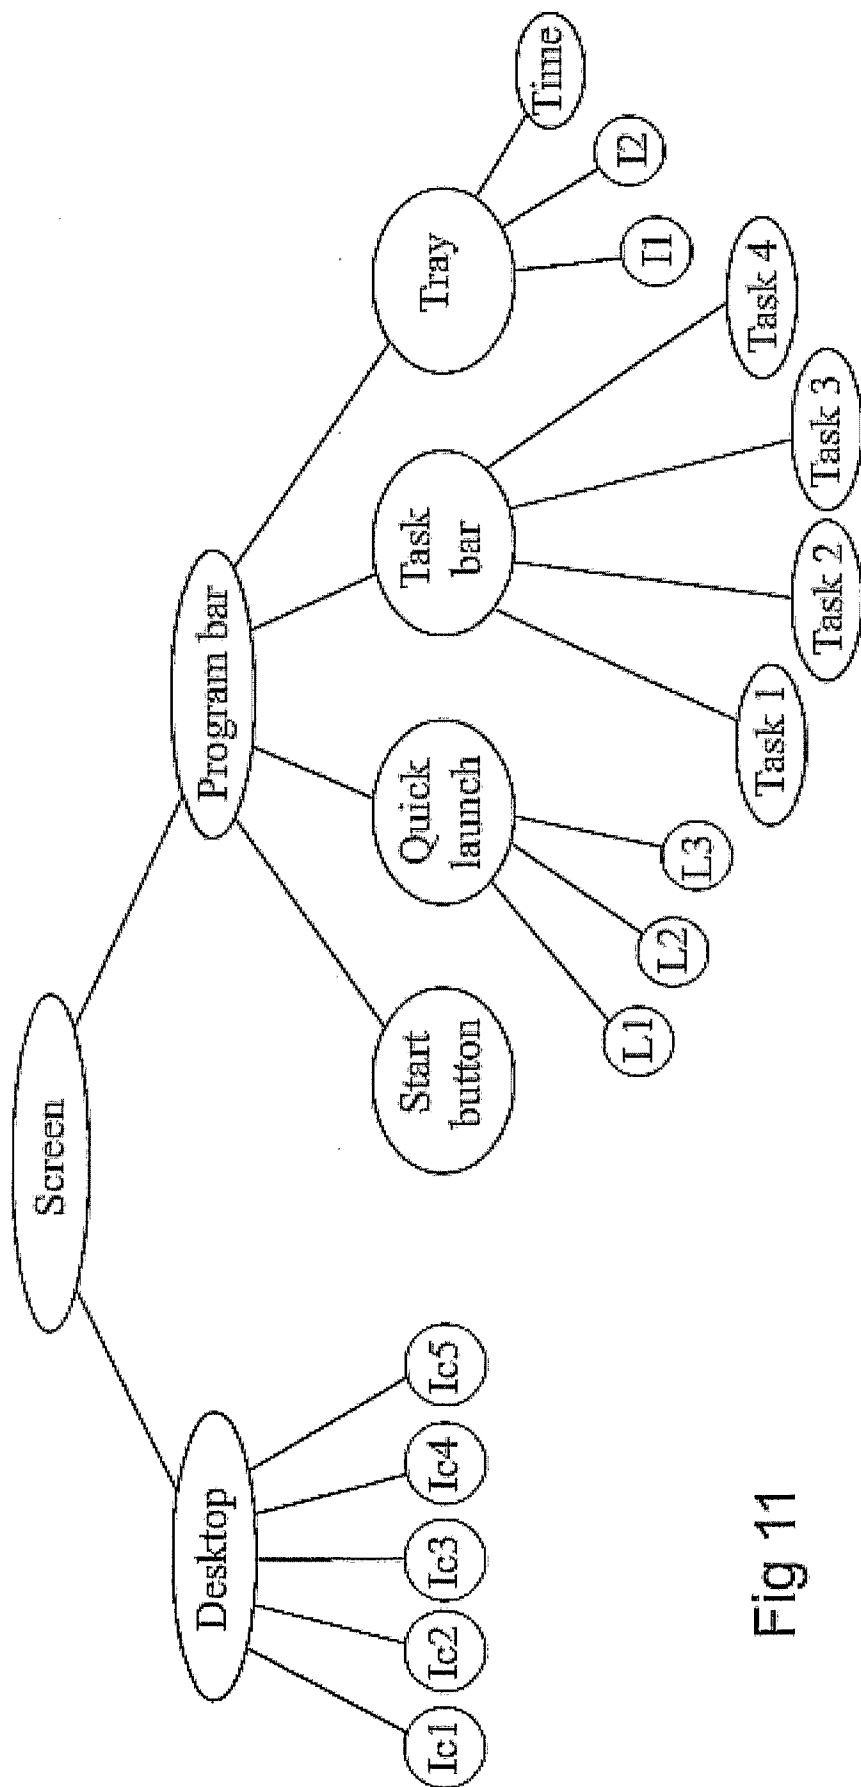 Screen
Desktop
Program bar
Ic1
Ic2
Ic3
Ic4
Ic5
Start
button
Quick
launch
Task
bar
Tray
L1
L2
L3
Task 1
Task 2
Task 3
Task 4
I1
I2
Time
Fig 11